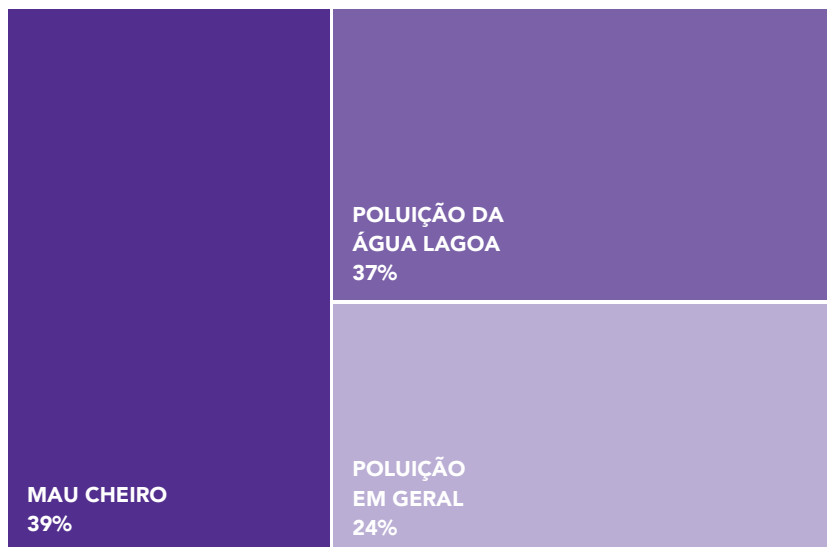 POLUIÇÃO DA
ÁGUA LAGOA
37%
MAU CHEIRO
39%
POLUIÇÃO
EM GERAL
24%